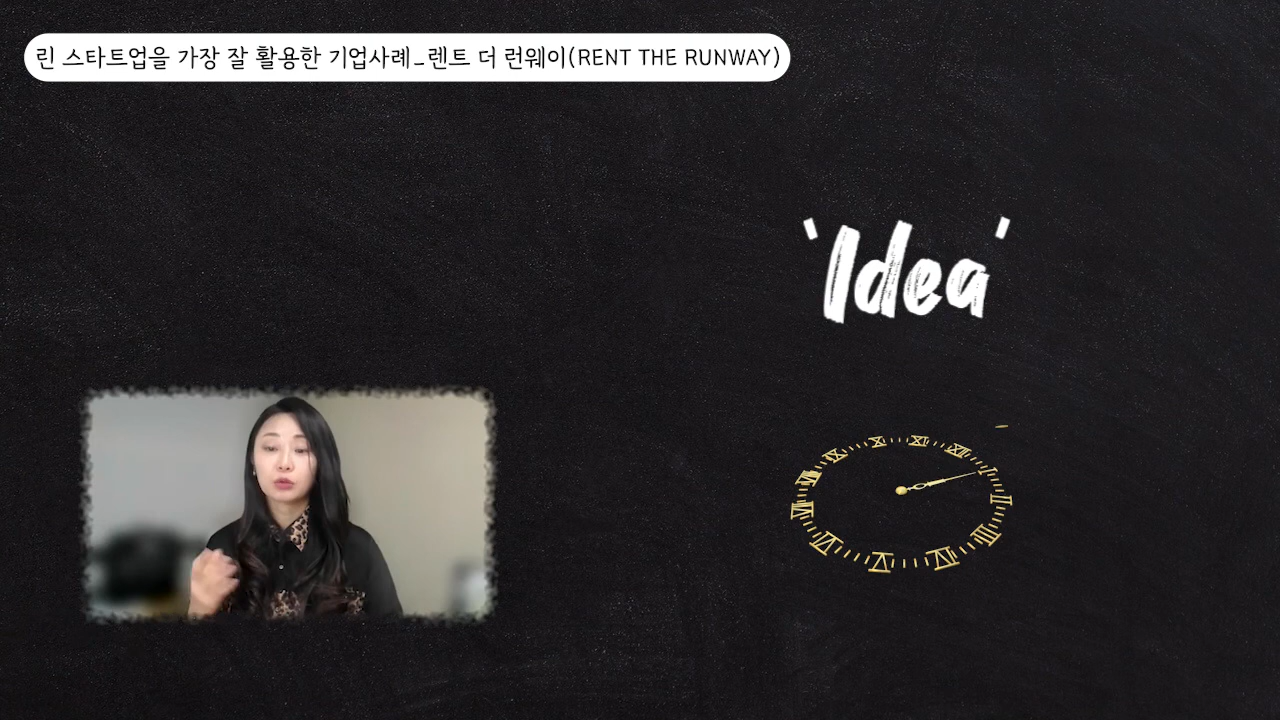 린 스타트업을 가장 잘 활용한 기업사례_렌트 더 런웨이(RENT THE RUNWAY)
'Idea'